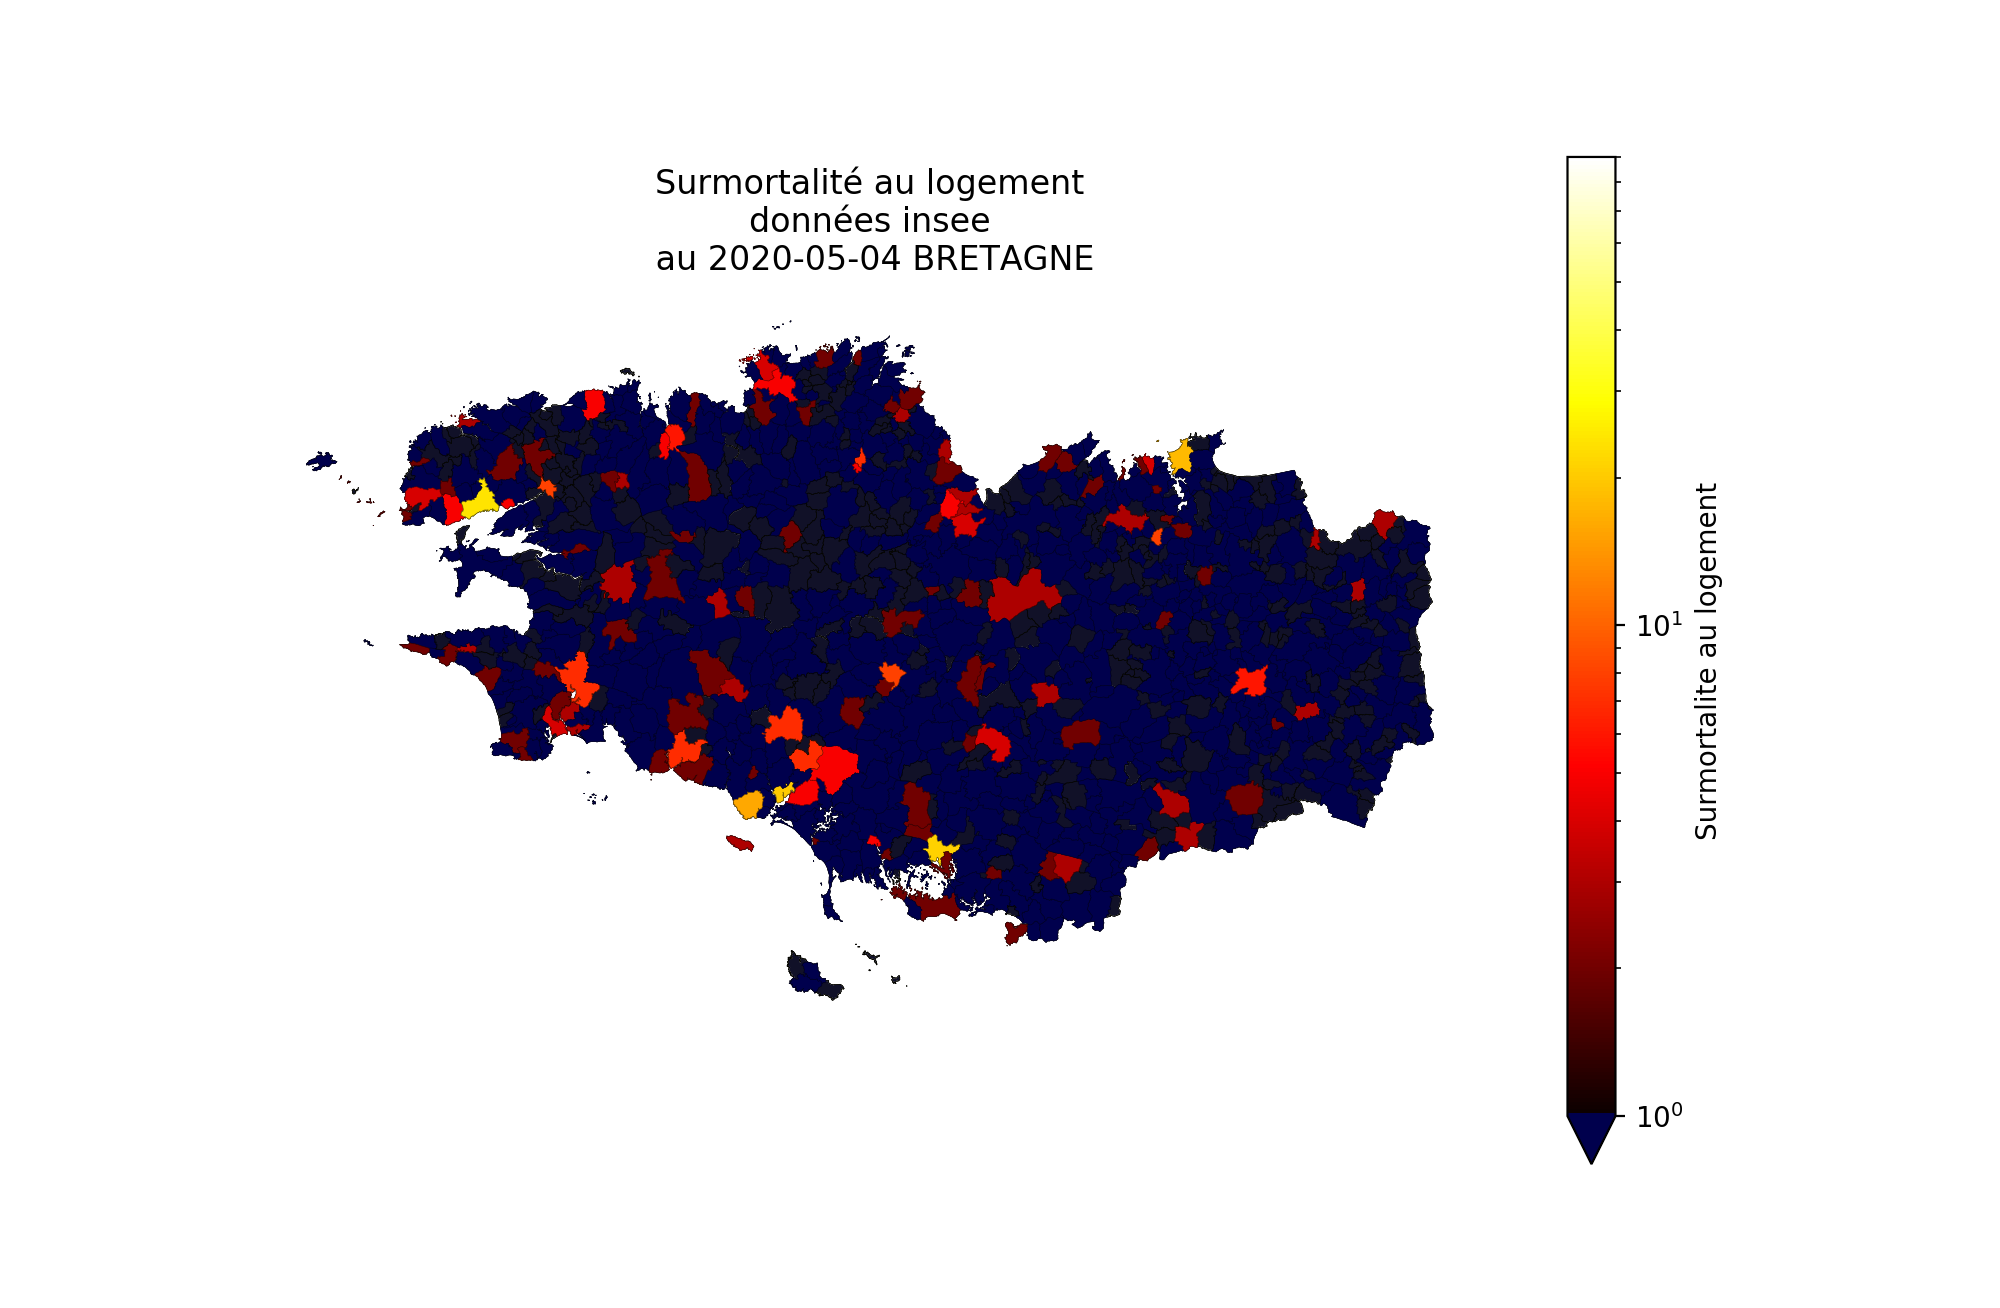 Surmortalité au logement
données insee
au 2020-05-04 BRETAGNE
10¹
10⁰
Surmortalite au logement